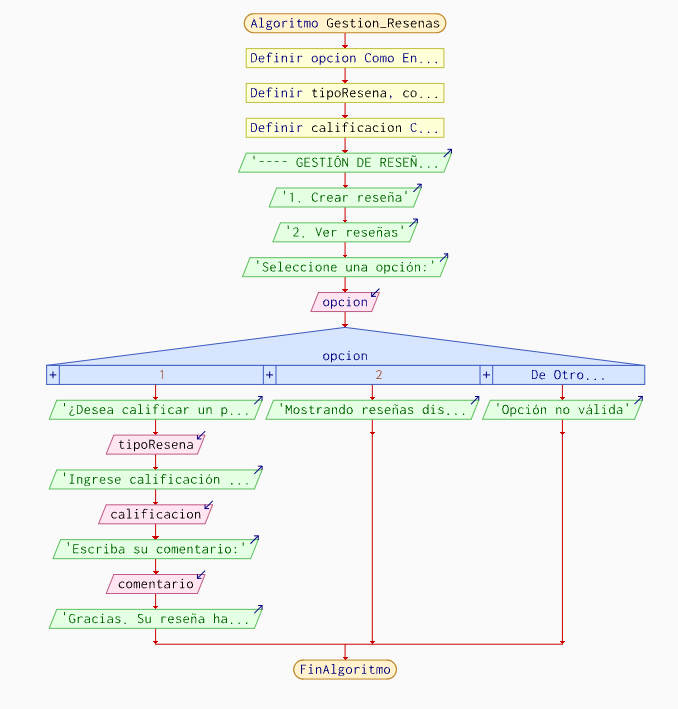 Algoritmo Gestion_Resenas
Definir opcion Como En...
Definir tipoResena, co...
Definir calificacion C...
'---- GESTIÓN DE RESEÑ...
'1. Crear reseña'
'2. Ver reseñas'
'Seleccione una opción:'
opcion
opcion
+ 1 + 2 + De Otro...
'¿Desea calificar un p... 'Mostrando reseñas dis... 'Opción no válida'
tipoResena
'Ingrese calificación ...
calificacion
'Escriba su comentario:'
comentario
'Gracias. Su reseña ha...
FinAlgoritmo